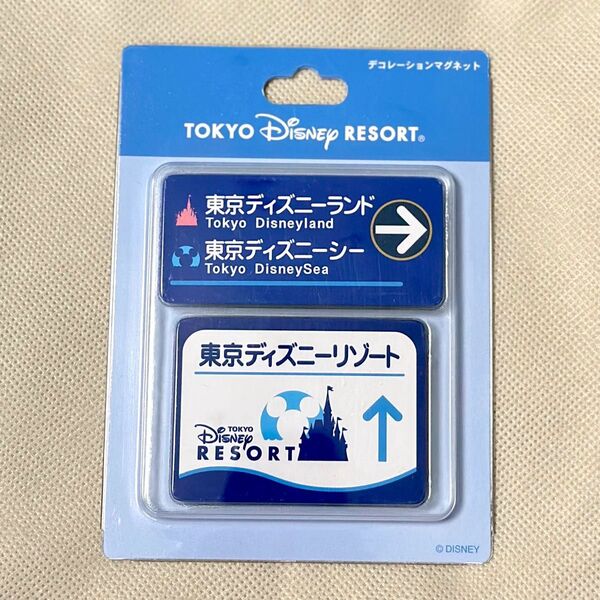 デコレーションマグネット
TOKYO Disney RESORT®
東京ディズニーランド
Tokyo Disneyland
東京ディズニーシー
Tokyo DisneySea
東京ディズニーリゾート
TOKYO
Disney
RESORT
© DISNEY